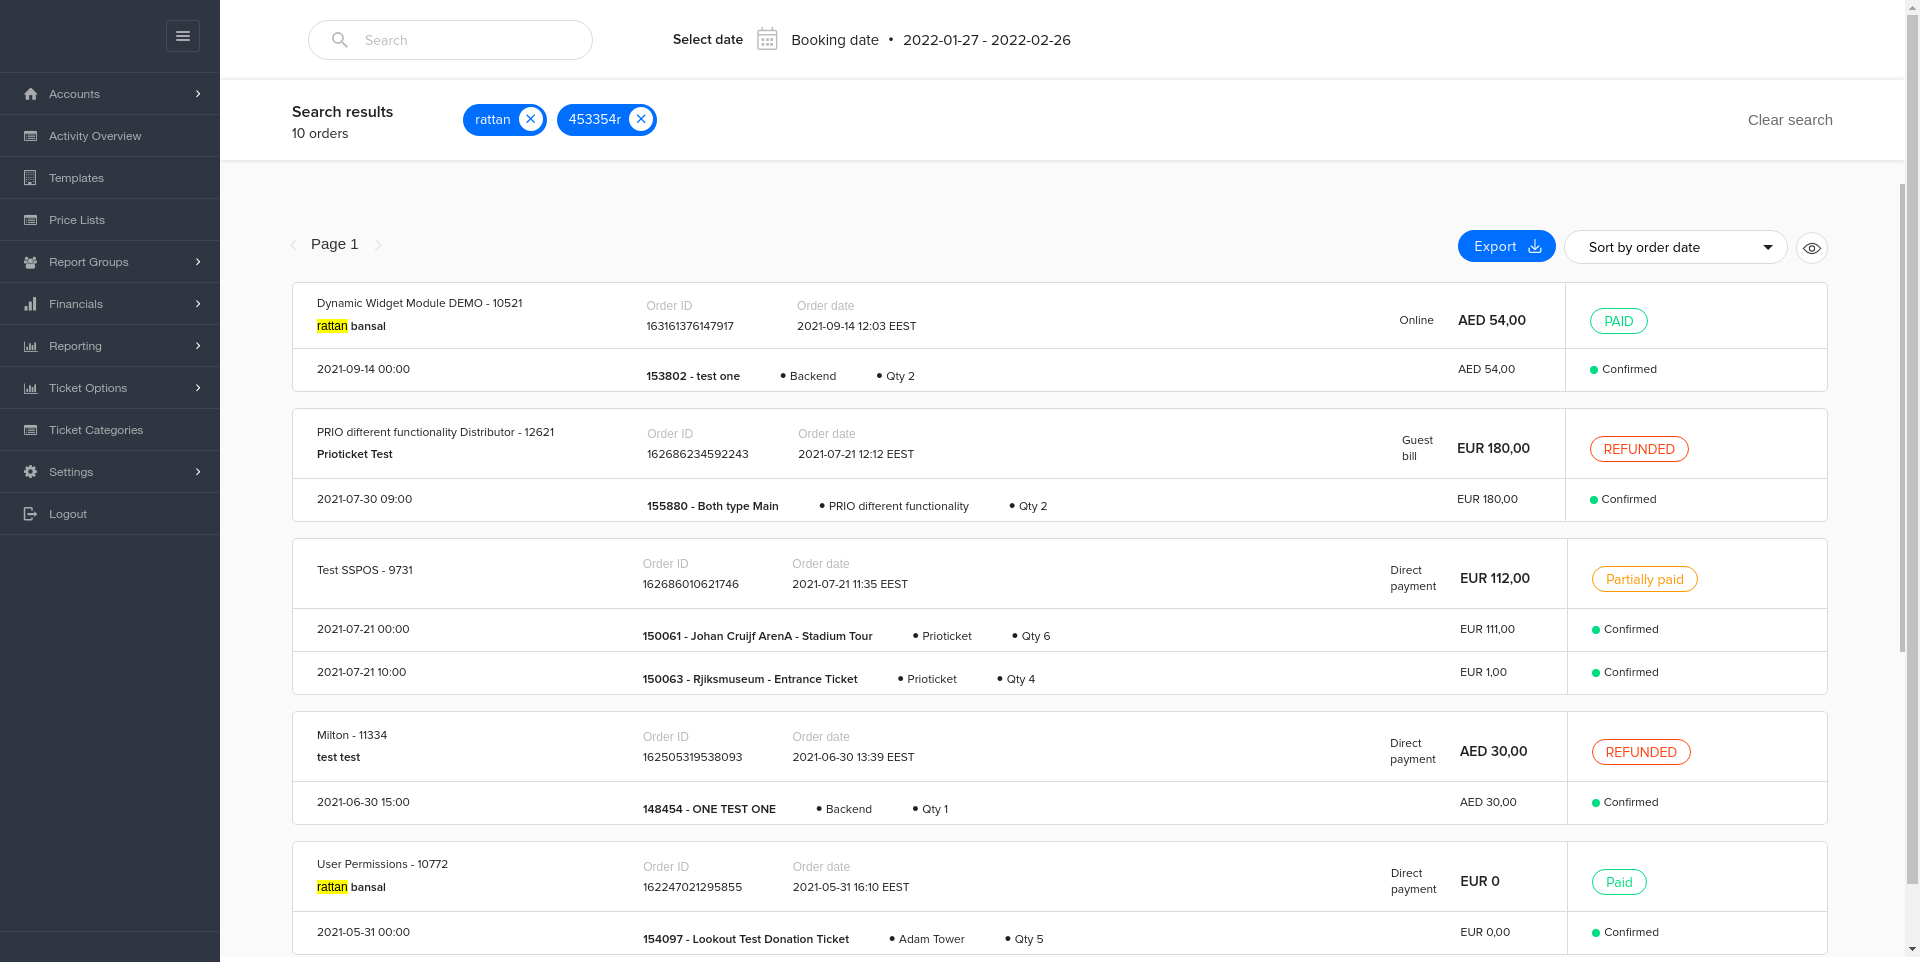 Search
Select date
Booking date • 2022-01-27 - 2022-02-26
Accounts
Activity Overview
Templates
Price Lists
Report Groups
Financials
Reporting
Ticket Options
Ticket Categories
Settings
Logout
Search results
10 orders
rattan
453354r
Clear search
Page 1
Export
Sort by order date
Dynamic Widget Module DEMO - 10521
rattan bansal
Order ID
163161376147917
Order date
2021-09-14 12:03 EEST
Online
AED 54,00
PAID
2021-09-14 00:00
153802 - test one
• Backend
• Qty 2
AED 54,00
Confirmed
PRIO different functionality Distributor - 12621
Prioticket Test
Order ID
162686234592243
Order date
2021-07-21 12:12 EEST
Guest
bill
EUR 180,00
REFUNDED
2021-07-30 09:00
155880 - Both type Main
• PRIO different functionality
• Qty 2
EUR 180,00
Confirmed
Test SSPOS - 9731
Order ID
162686010621746
Order date
2021-07-21 11:35 EEST
Direct
payment
EUR 112,00
Partially paid
2021-07-21 00:00
150061 - Johan Cruijf ArenA - Stadium Tour
• Prioticket
• Qty 6
EUR 111,00
Confirmed
2021-07-21 10:00
150063 - Rjiksmuseum - Entrance Ticket
• Prioticket
• Qty 4
EUR 1,00
Confirmed
Milton - 11334
test test
Order ID
162505319538093
Order date
2021-06-30 13:39 EEST
Direct
payment
AED 30,00
REFUNDED
2021-06-30 15:00
148454 - ONE TEST ONE
• Backend
• Qty 1
AED 30,00
Confirmed
User Permissions - 10772
rattan bansal
Order ID
162247021295855
Order date
2021-05-31 16:10 EEST
Direct
payment
EUR 0
Paid
2021-05-31 00:00
154097 - Lookout Test Donation Ticket
• Adam Tower
• Qty 5
EUR 0,00
Confirmed